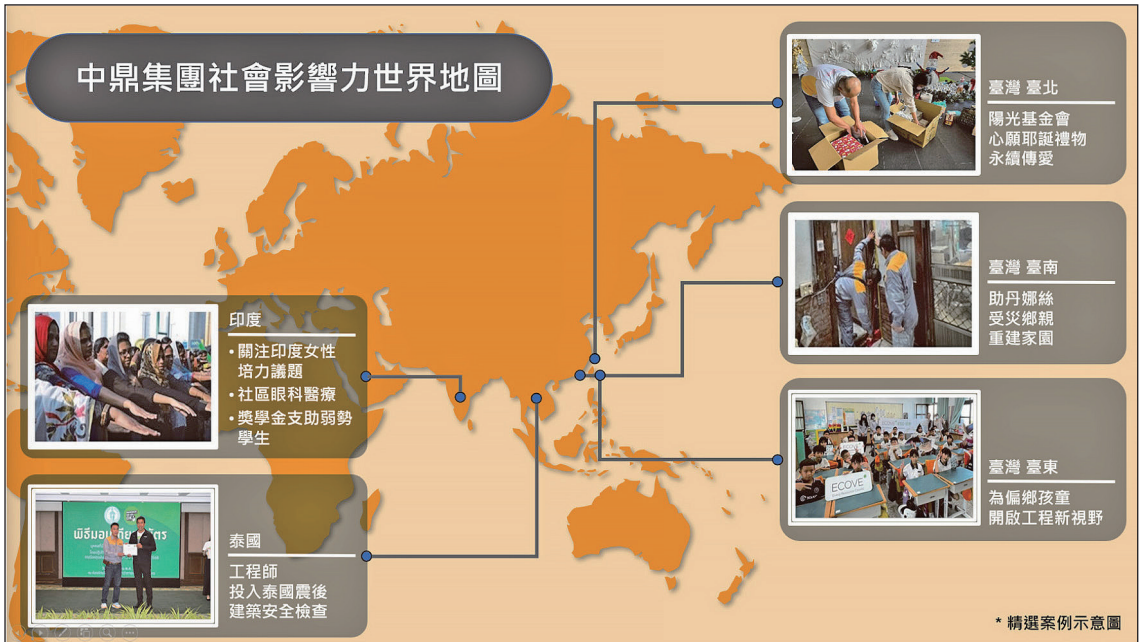 中鼎集團社會影響力世界地圖
臺灣 臺北
陽光基金會
心願耶誕禮物
永續傳愛
臺灣 臺南
助丹娜絲
受災鄉親
重建家園
臺灣 臺東
為偏鄉孩童
開啟工程新視野
ECOVE
印度
•關注印度女性
培力議題
•社區眼科醫療
•獎學金支助弱勢
學生
泰國
工程師
投入泰國震後
建築安全檢查
* 精選案例示意圖